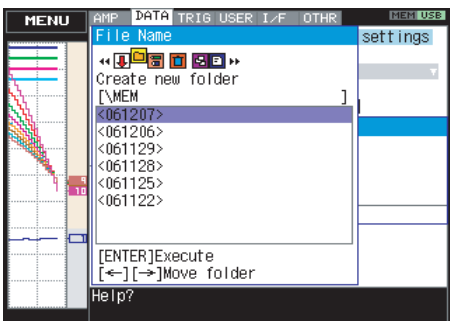 MENU
AMP DATA TRIG USER I/F OTHR
MEM USB
File Name
settings
Create new folder
[\MEM ]
<061207>
<061206>
<061129>
<061128>
<061125>
<061122>
10
[ENTER]Execute
[←][→]Move folder
Help?